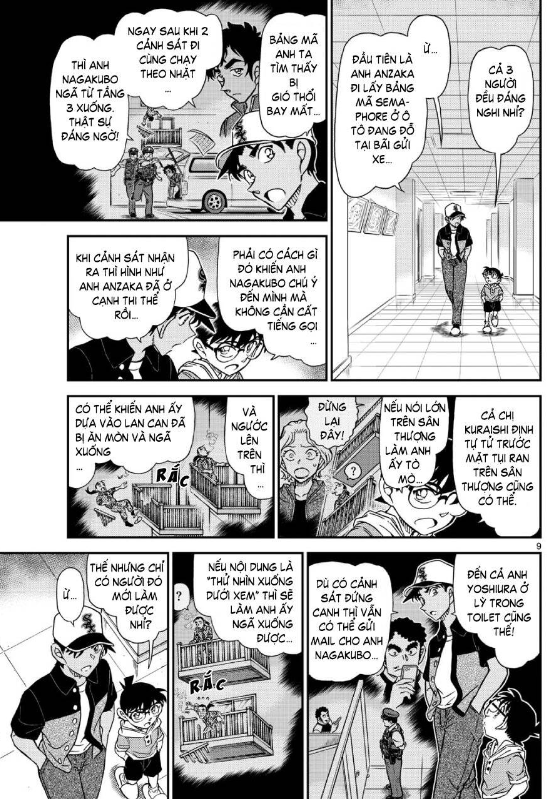 CẢ 3
NGƯỜI
ĐỀU ĐÁNG
NGHI NHỈ?
Ừ...
ĐẦU TIÊN LÀ
ANH ANZAKA
ĐI LẤY BẢNG
MÃ SEMA-
PHORE Ở Ô
TÔ ĐANG ĐỖ
TẠI BÃI GỬI
XE...
BẢNG MÃ
ANH TA
TÌM THẤY
BỊ
GIÓ THỔI
BAY MẤT...
NGAY SAU KHI 2
CẢNH SÁT ĐI
CÙNG CHẠY
THEO NHẶT
...
THÌ ANH
NAGAKUBO
NGÃ TỪ TẦNG
3 XUỐNG.
THẬT SỰ
ĐÁNG NGỜ!
PHẢI CÓ CÁCH GÌ
ĐÓ KHIẾN ANH
NAGAKUBO CHÚ Ý
ĐẾN MÌNH MÀ
KHÔNG CẦN CẤT
TIẾNG GỌI
...
KHI CẢNH SÁT NHẬN
RA THÌ HÌNH NHƯ
ANH ANZAKA ĐÃ Ở
CẠNH THI THỂ
RỒI...
CẢ CHỊ
KURAISHI ĐỊNH
TỰ TỬ TRƯỚC
MẶT TỤI RAN
TRÊN SÂN
THƯỢNG CŨNG
CÓ THỂ.
NẾU NÓI LỚN
TRÊN SÂN
THƯỢNG LÀM
ANH ẤY
TÒ MÒ...
ĐỪNG
LẠI
ĐÂY!
?
VÀ
NGƯỚC
LÊN
TRÊN
THÌ
...
CÓ THỂ KHIẾN ANH ẤY
DỰA VÀO LAN CAN ĐÃ
BỊ ĂN MÒN VÀ NGÃ
XUỐNG
...
RẮC
9
ĐẾN CẢ ANH
YOSHIURA Ở
LỲ TRONG
TOILET CŨNG
THẾ!
DÙ CÓ CẢNH
SÁT ĐỨNG
CANH THÌ VẪN
CÓ THỂ GỬI
MAIL CHO ANH
NAGAKUBO...
NẾU NỘI DUNG LÀ
"THỬ NHÌN XUỐNG
DƯỚI XEM" THÌ SẼ
LÀM ANH ẤY
NGÃ XUỐNG
ĐƯỢC...
?
RẮC
THẾ NHƯNG CHỈ
CÓ NGƯỜI ĐÓ
MỚI LÀM
ĐƯỢC
NHỈ?
Ừ...